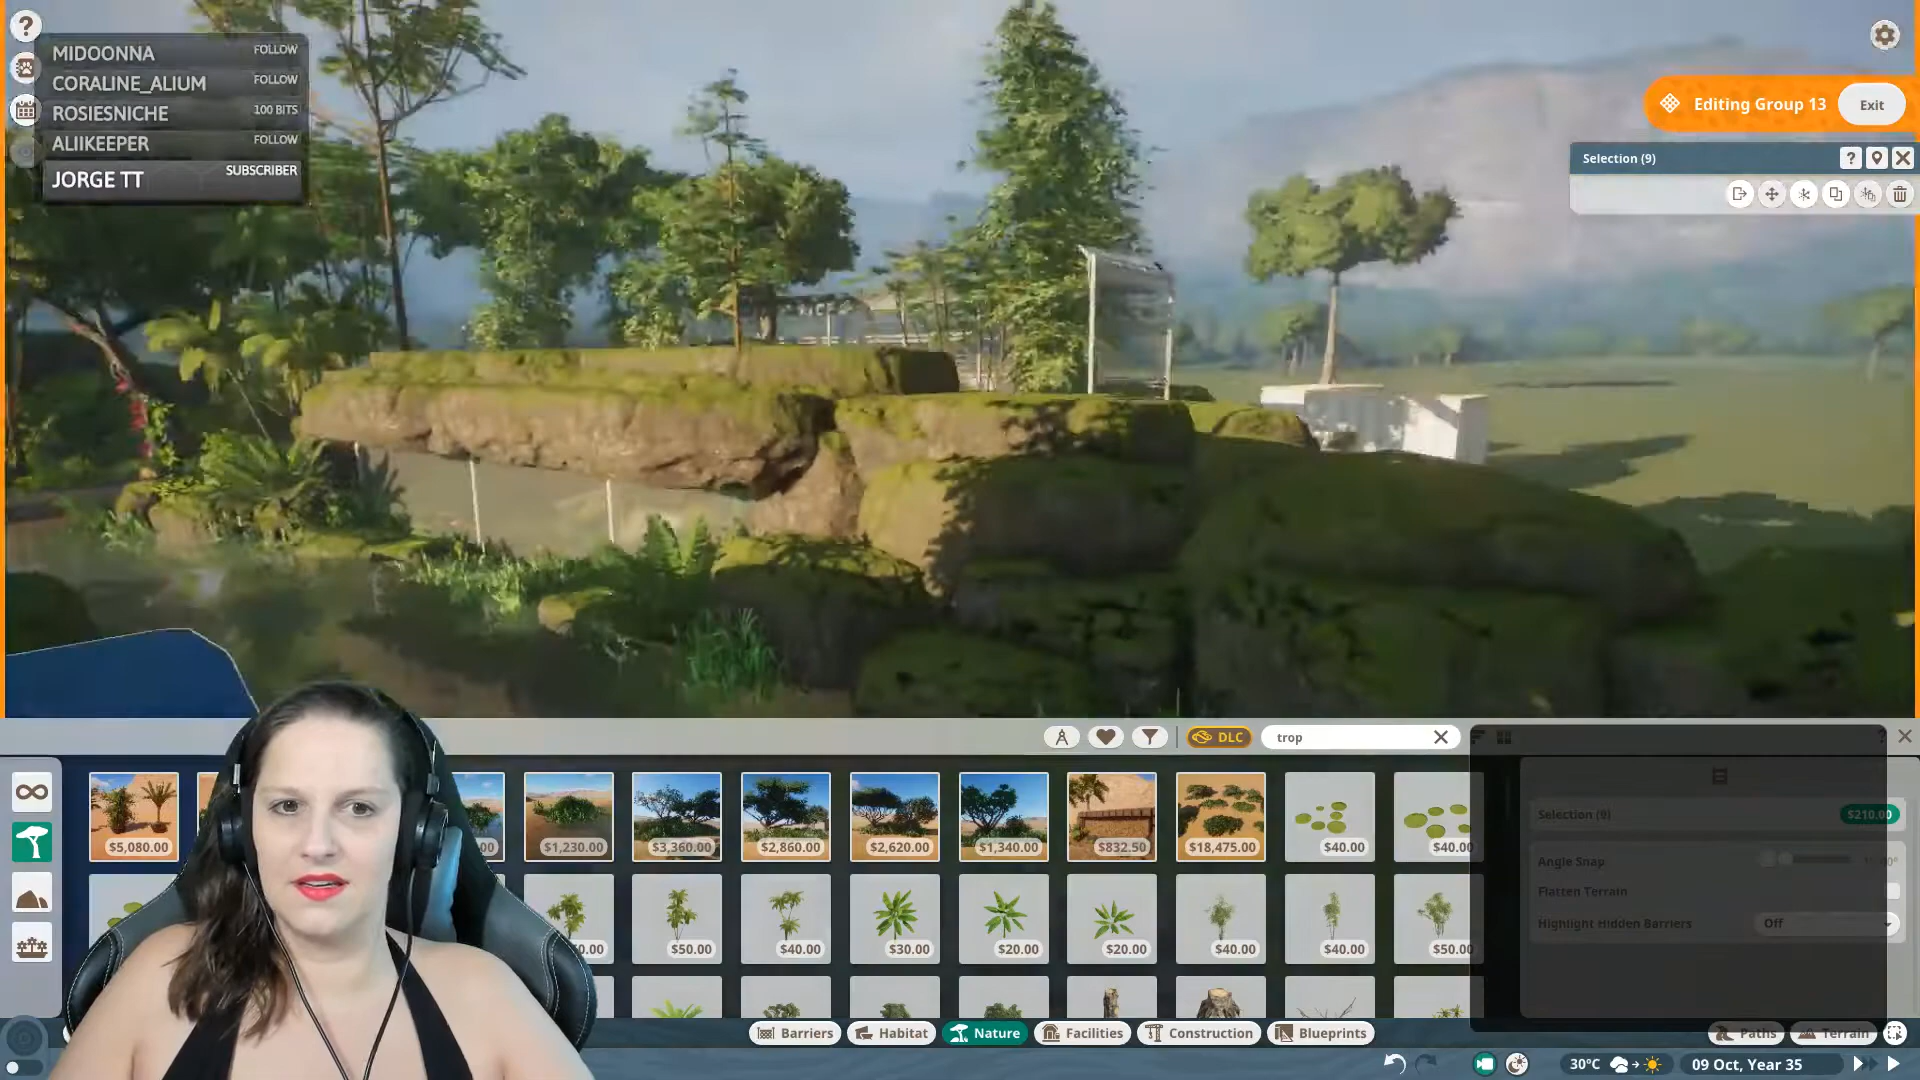 MIDOONNA FOLLOW
CORALINE_ALIUM FOLLOW
ROSIESNICHE 100 BITS
ALIIKEEPER FOLLOW
JORGE TT SUBSCRIBER
Editing Group 13 Exit
Selection (9)
DLC trop
$5,080.00 $1,230.00 $3,360.00 $2,860.00 $2,620.00 $1,340.00 $832.50 $18,475.00 $40.00 $40.00
$50.00 $40.00 $30.00 $20.00 $20.00 $40.00 $40.00 $50.00
Selection (9) $210.00
Angle Snap
Flatten Terrain
Highlight Hidden Barriers Off
Barriers Habitat Nature Facilities Construction Blueprints Paths Terrain
30°C 09 Oct, Year 35